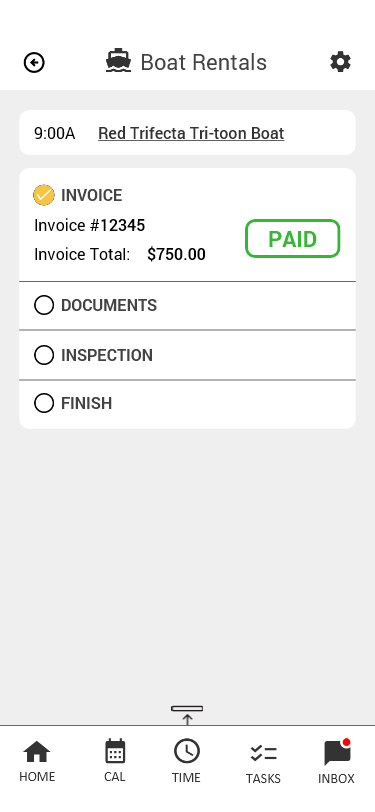 Boat Rentals
9:00A Red Trifecta Tri-toon Boat
INVOICE
Invoice #12345
Invoice Total: $750.00
PAID
DOCUMENTS
INSPECTION
FINISH
HOME CAL TIME TASKS INBOX